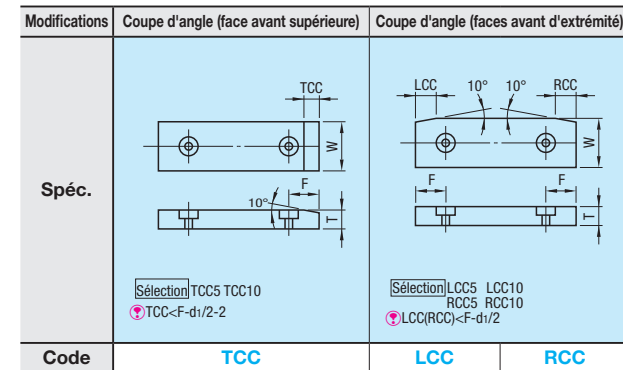 Modifications Coupe d'angle (face avant supérieure) Coupe d'angle (faces avant d'extrémité)
Spéc.
TCC
W
F
10°
T
Sélection TCC5 TCC10
TCC<F-d1/2-2
LCC 10° 10° RCC
W
F F
T
Sélection LCC5 LCC10
RCC5 RCC10
LCC(RCC)<F-d1/2
Code TCC LCC RCC